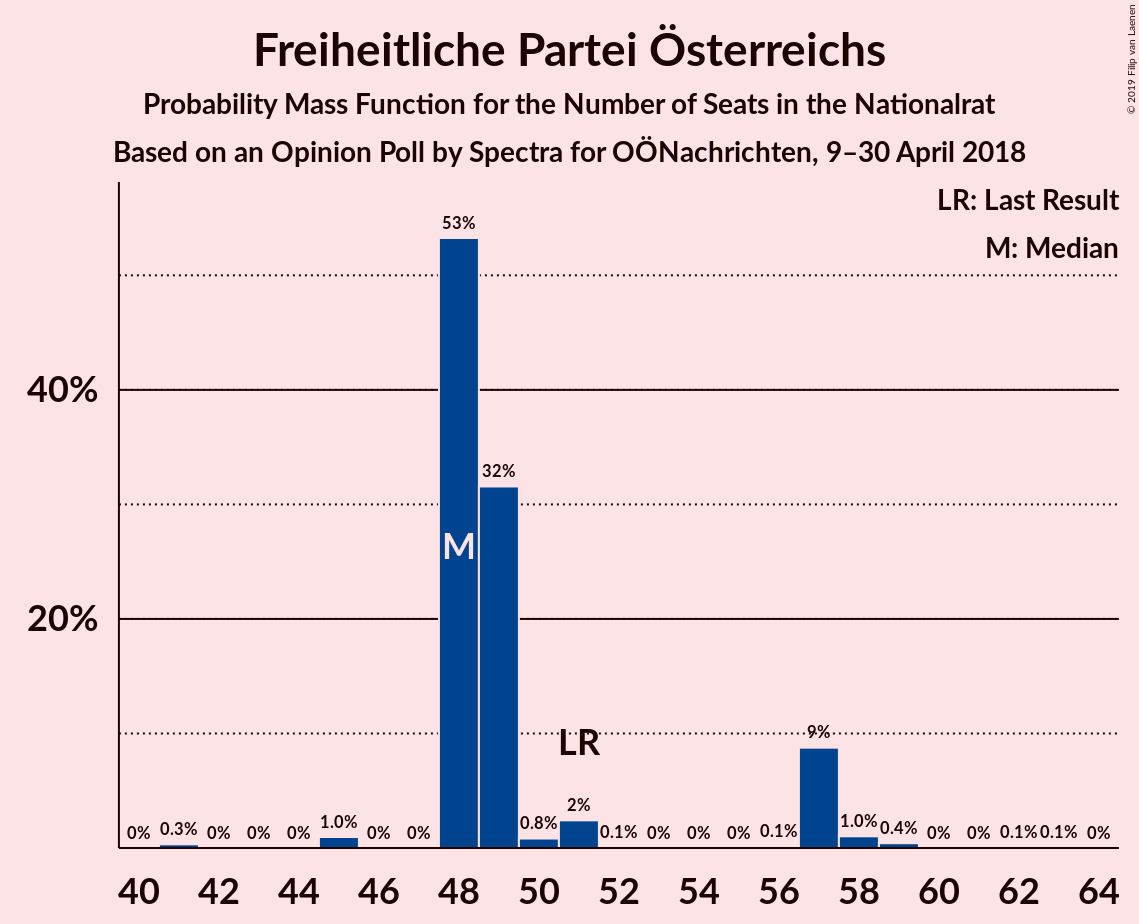 Freiheitliche Partei Österreichs
Probability Mass Function for the Number of Seats in the Nationalrat
Based on an Opinion Poll by Spectra for OÖNachrichten, 9–30 April 2018
© 2019 Filip van Laenen
LR: Last Result
M: Median
53%
40%
32%
M
20%
LR
9%
2%
0% 0.3% 0% 0% 0% 1.0% 0% 0% 0.8% 0.1% 0% 0% 0% 0.1% 1.0% 0.4% 0% 0% 0.1% 0.1% 0%
40 42 44 46 48 50 52 54 56 58 60 62 64